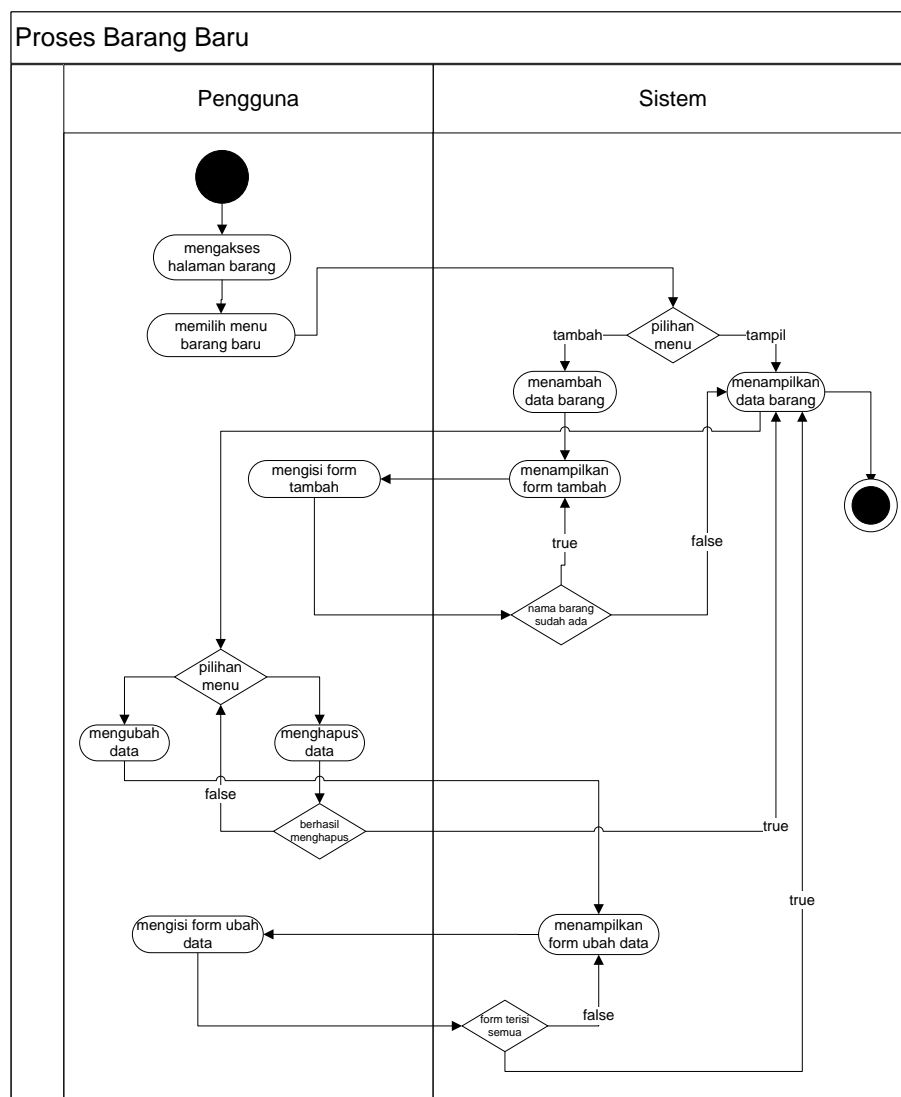 Proses Barang Baru
Pengguna
Sistem
mengakses
halaman barang
memilih menu
barang baru
pilihan
menu
tambah
tampil
menambah
data barang
menampilkan
data barang
mengisi form
tambah
menampilkan
form tambah
true
false
nama barang
sudah ada
pilihan
menu
mengubah
data
menghapus
data
false
berhasil
menghapus
true
true
mengisi form ubah
data
menampilkan
form ubah data
form terisi
semua
false